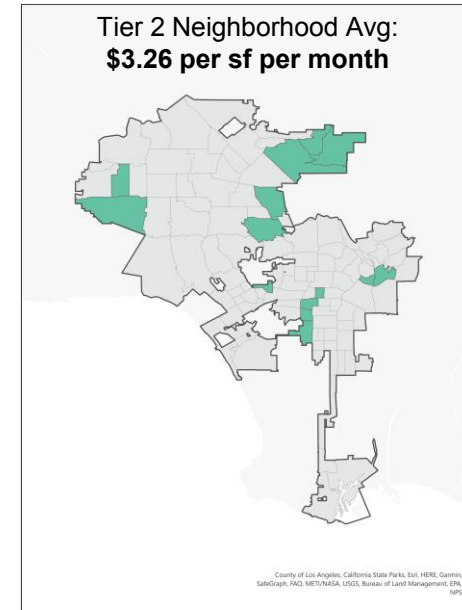 Tier 2 Neighborhood Avg:
$3.26 per sf per month
County of Los Angeles, California State Parks, Esri, HERE, Garmin,
SafeGraph, FAO, METI/NASA, USGS, Bureau of Land Management, EPA,
NPS